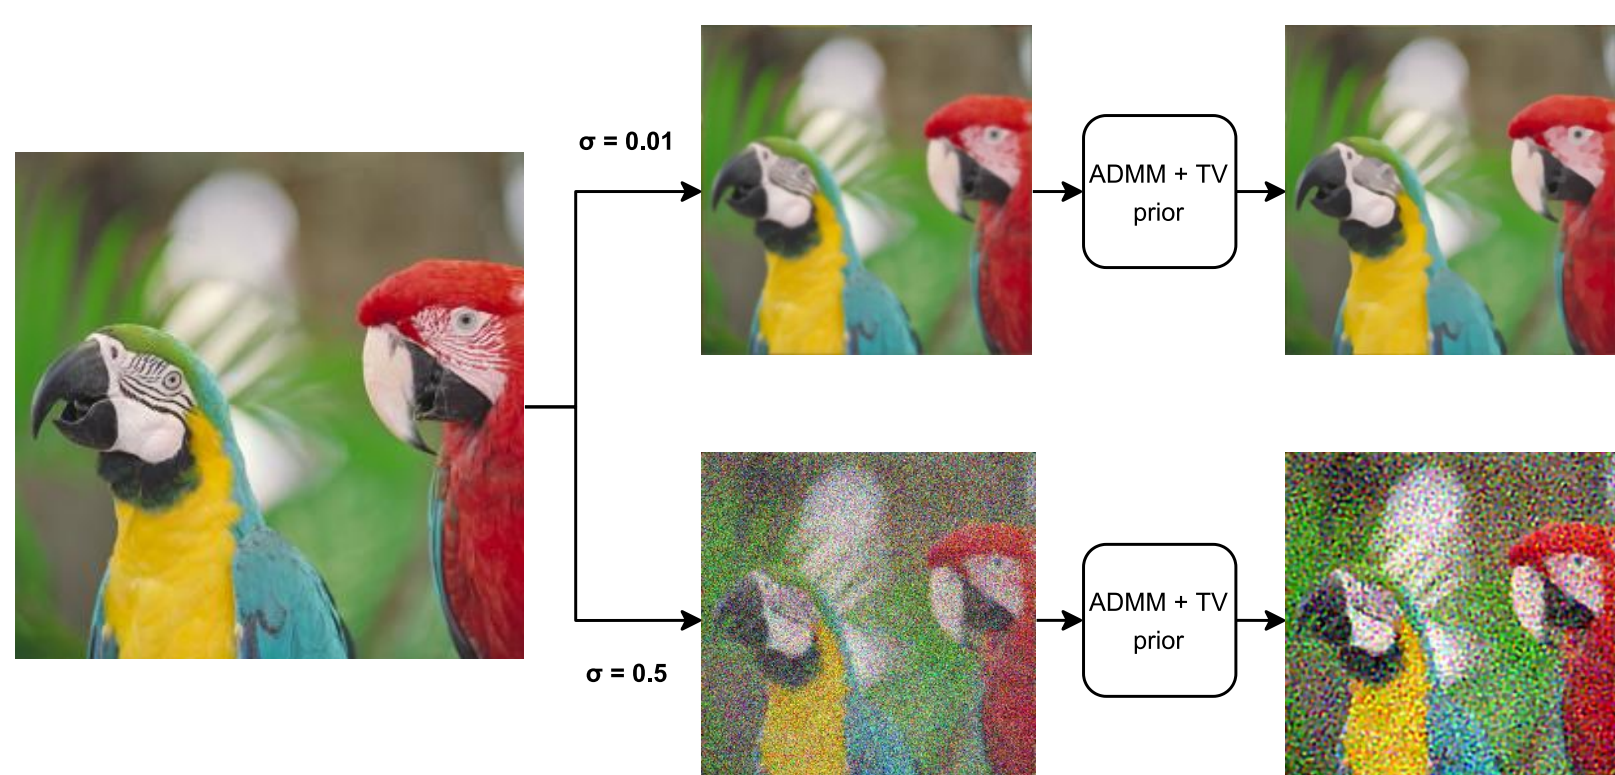 σ = 0.01
ADMM + TV
prior
ADMM + TV
prior
σ = 0.5